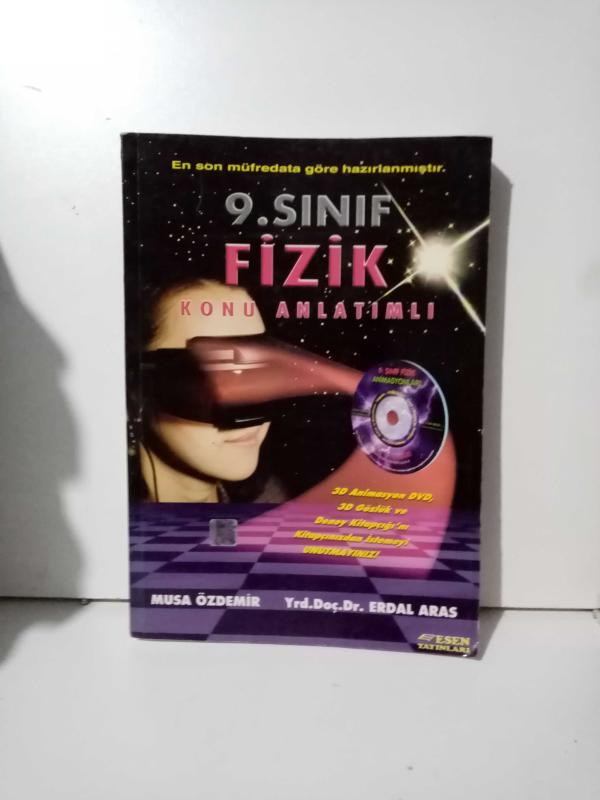 En son müfredata göre hazırlanmıştır.
9.SINIF
FİZİK
KONU ANLATIMLI
9. SINIF FİZİK
ANİMASYONLARI
3D Animasyon DVD,
3D Gözlük ve
Deney Kitapçığı'nı
Kitapçınızdan İstemeyi
UNUTMAYINIZ!
MUSA ÖZDEMİR Yrd.Doç.Dr. ERDAL ARAS
ESEN
YAYINLARI